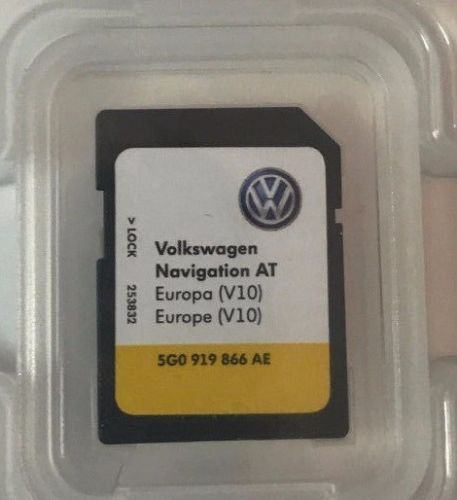 Volkswagen
Navigation AT
Europa (V10)
Europe (V10)
5G0 919 866 AE
> LOCK
253832